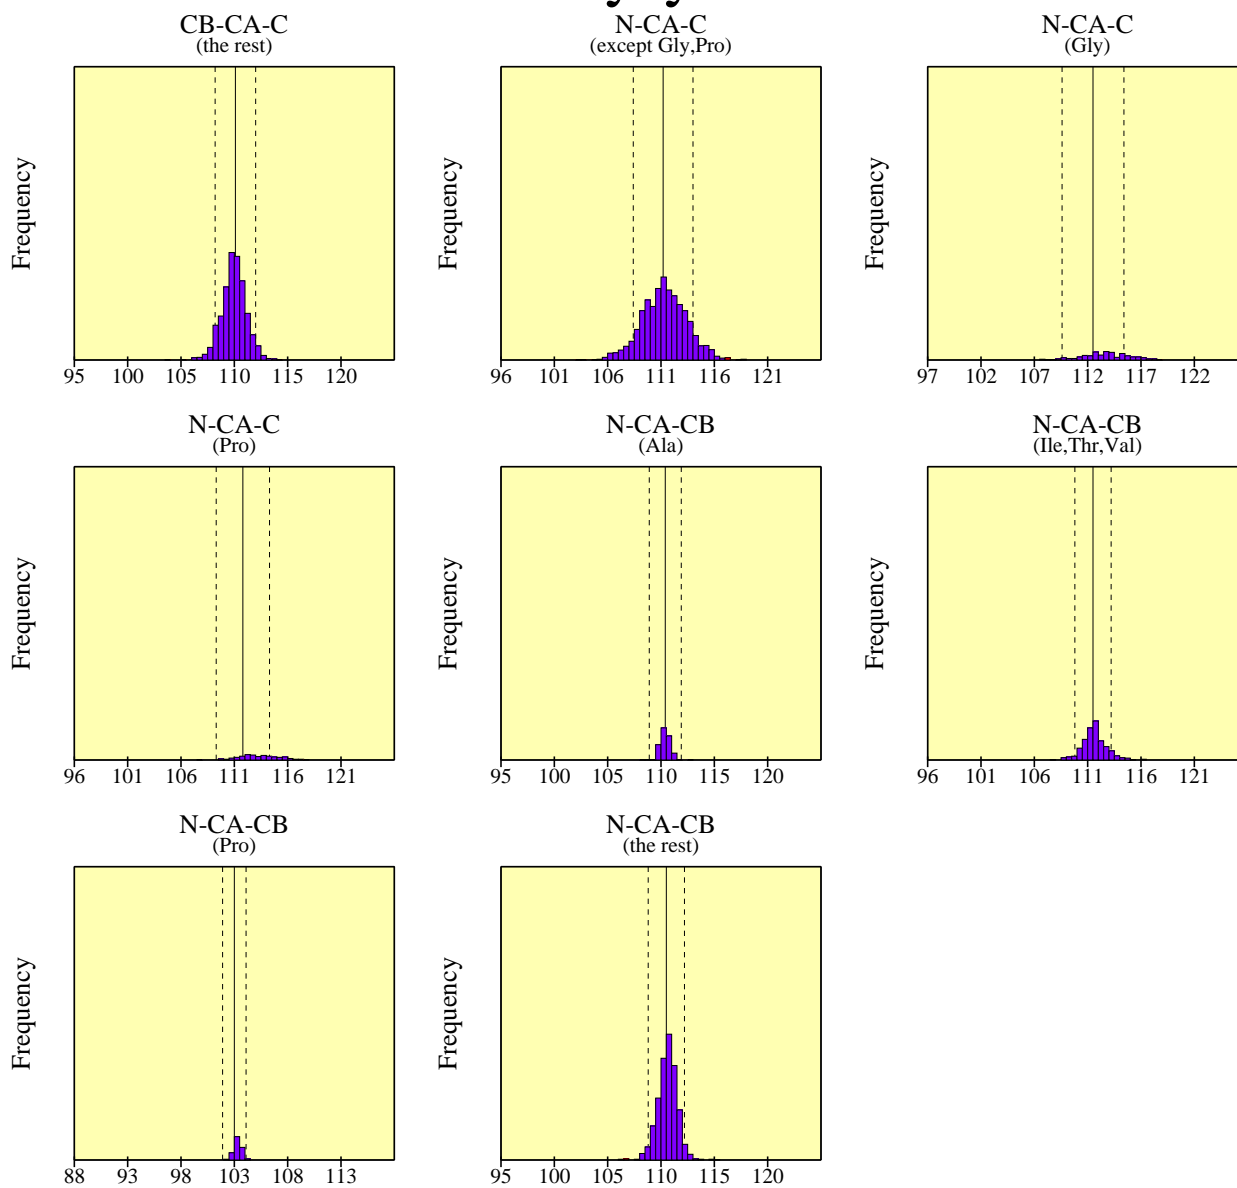 CB-CA-C
(the rest)
Frequency
95 100 105 110 115 120
N-CA-C
(except Gly,Pro)
Frequency
96 101 106 111 116 121
N-CA-C
(Gly)
Frequency
97 102 107 112 117 122
N-CA-C
(Pro)
Frequency
96 101 106 111 116 121
N-CA-CB
(Ala)
Frequency
95 100 105 110 115 120
N-CA-CB
(Ile,Thr,Val)
Frequency
96 101 106 111 116 121
N-CA-CB
(Pro)
Frequency
88 93 98 103 108 113
N-CA-CB
(the rest)
Frequency
95 100 105 110 115 120